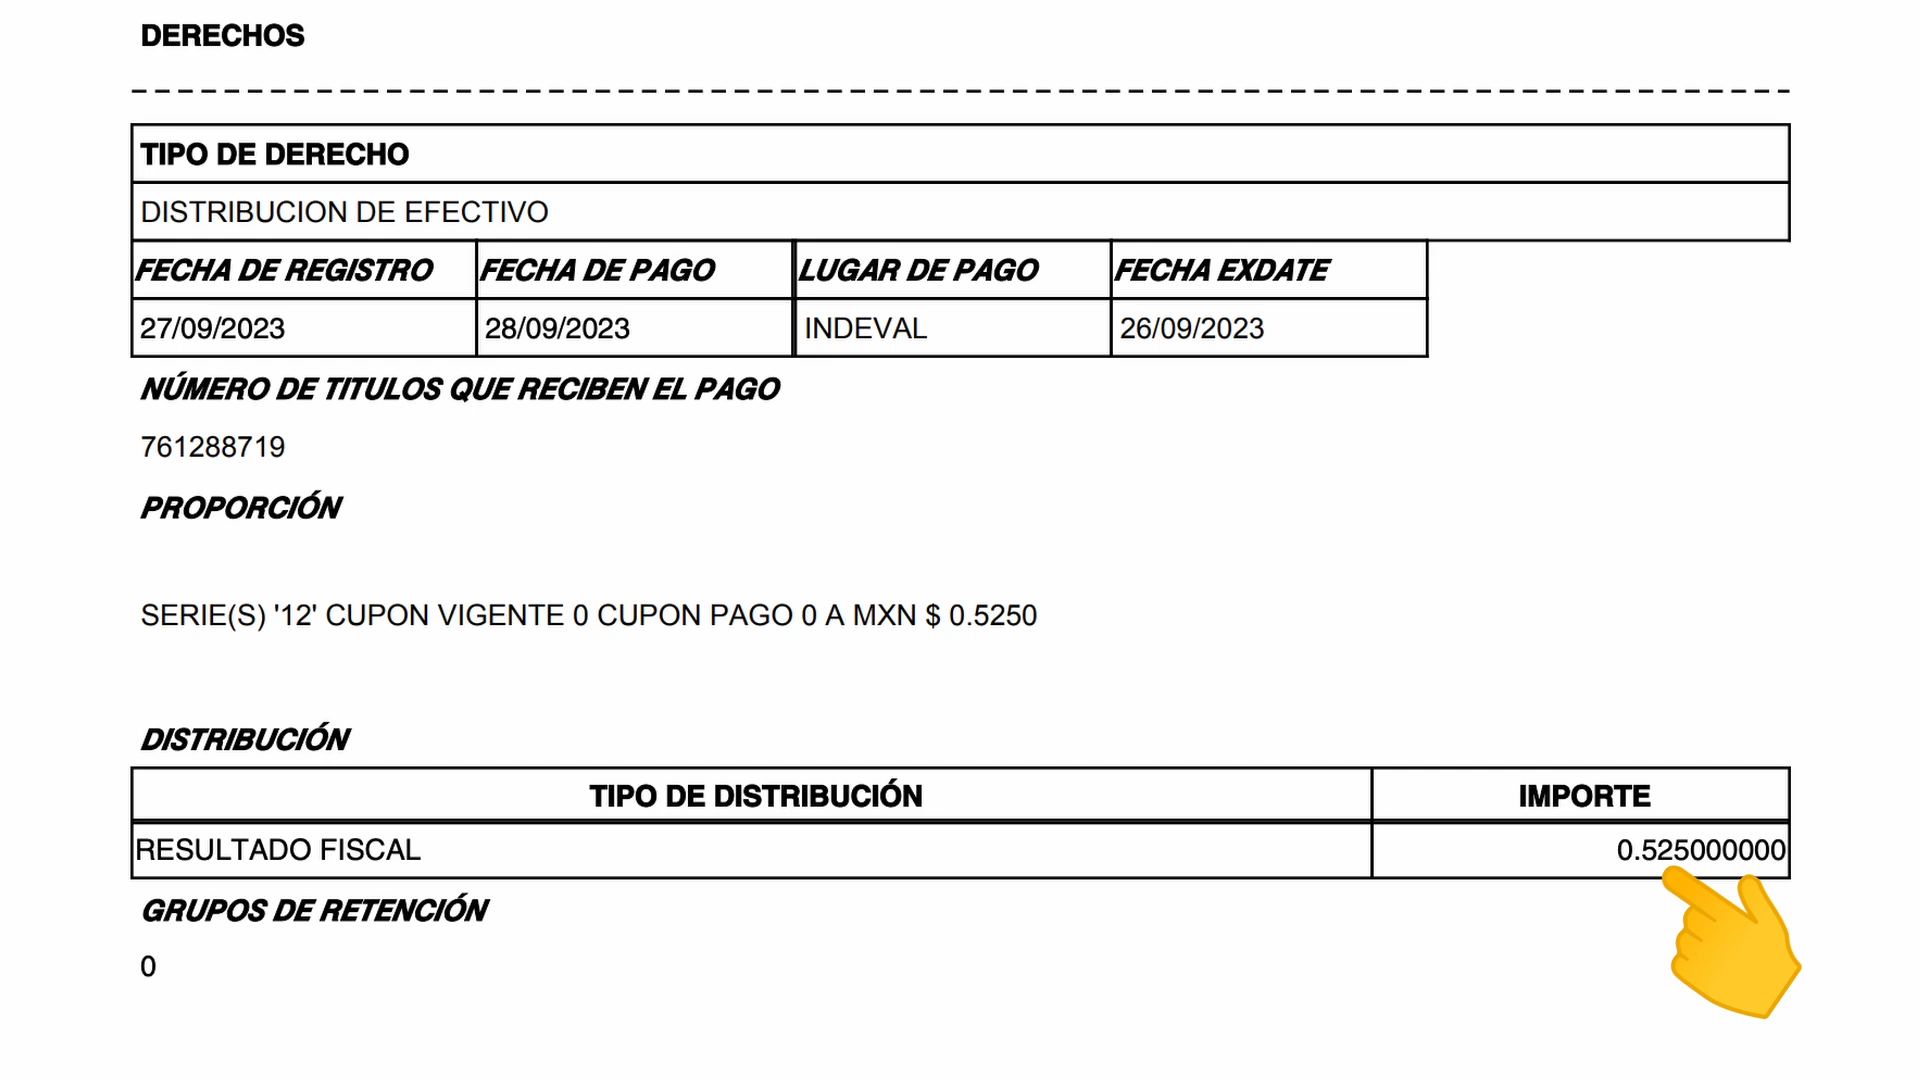 DERECHOS
TIPO DE DERECHO
DISTRIBUCION DE EFECTIVO
FECHA DE REGISTRO FECHA DE PAGO LUGAR DE PAGO FECHA EXDATE
27/09/2023 28/09/2023 INDEVAL 26/09/2023
NÚMERO DE TITULOS QUE RECIBEN EL PAGO
761288719
PROPORCIÓN
SERIE(S) '12' CUPON VIGENTE 0 CUPON PAGO 0 A MXN $ 0.5250
DISTRIBUCIÓN
TIPO DE DISTRIBUCIÓN IMPORTE
RESULTADO FISCAL 0.525000000
GRUPOS DE RETENCIÓN
0